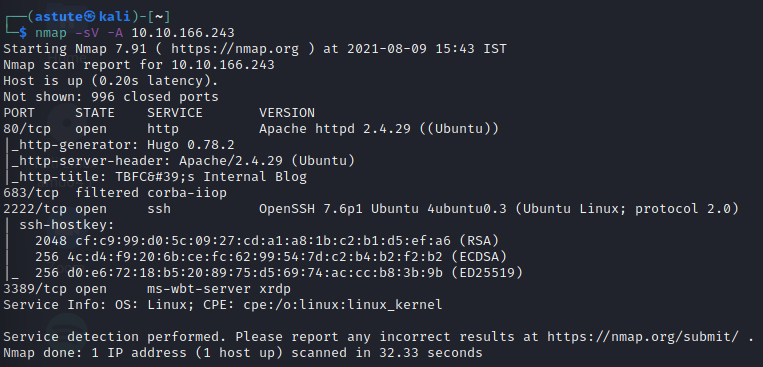 ┌──(astute㉿kali)-[~]
└─$ nmap -sV -A 10.10.166.243
Starting Nmap 7.91 ( https://nmap.org ) at 2021-08-09 15:43 IST
Nmap scan report for 10.10.166.243
Host is up (0.20s latency).
Not shown: 996 closed ports
PORT     STATE    SERVICE       VERSION
80/tcp   open     http          Apache httpd 2.4.29 ((Ubuntu))
|_http-generator: Hugo 0.78.2
|_http-server-header: Apache/2.4.29 (Ubuntu)
|_http-title: TBFC&#39;s Internal Blog
683/tcp  filtered corba-iiop
2222/tcp open     ssh           OpenSSH 7.6p1 Ubuntu 4ubuntu0.3 (Ubuntu Linux; protocol 2.0)
| ssh-hostkey:
|   2048 cf:c9:99:d0:5c:09:27:cd:a1:a8:1b:c2:b1:d5:ef:a6 (RSA)
|   256 4c:d4:f9:20:6b:ce:fc:62:99:54:7d:c2:b4:b2:f2:b2 (ECDSA)
|_  256 d0:e6:72:18:b5:20:89:75:d5:69:74:ac:cc:b8:3b:9b (ED25519)
3389/tcp open     ms-wbt-server xrdp
Service Info: OS: Linux; CPE: cpe:/o:linux:linux_kernel

Service detection performed. Please report any incorrect results at https://nmap.org/submit/ .
Nmap done: 1 IP address (1 host up) scanned in 32.33 seconds